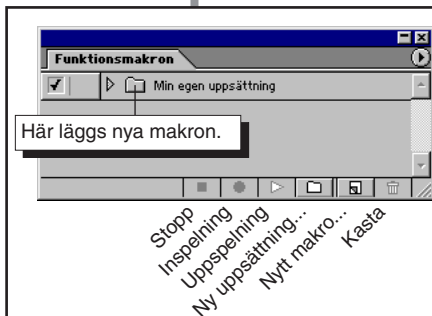 Funktionsmakron
Min egen uppsättning
Här läggs nya makron.
Stopp
Inspelning
Uppspelning
Ny uppsättning...
Nytt makro...
Kasta